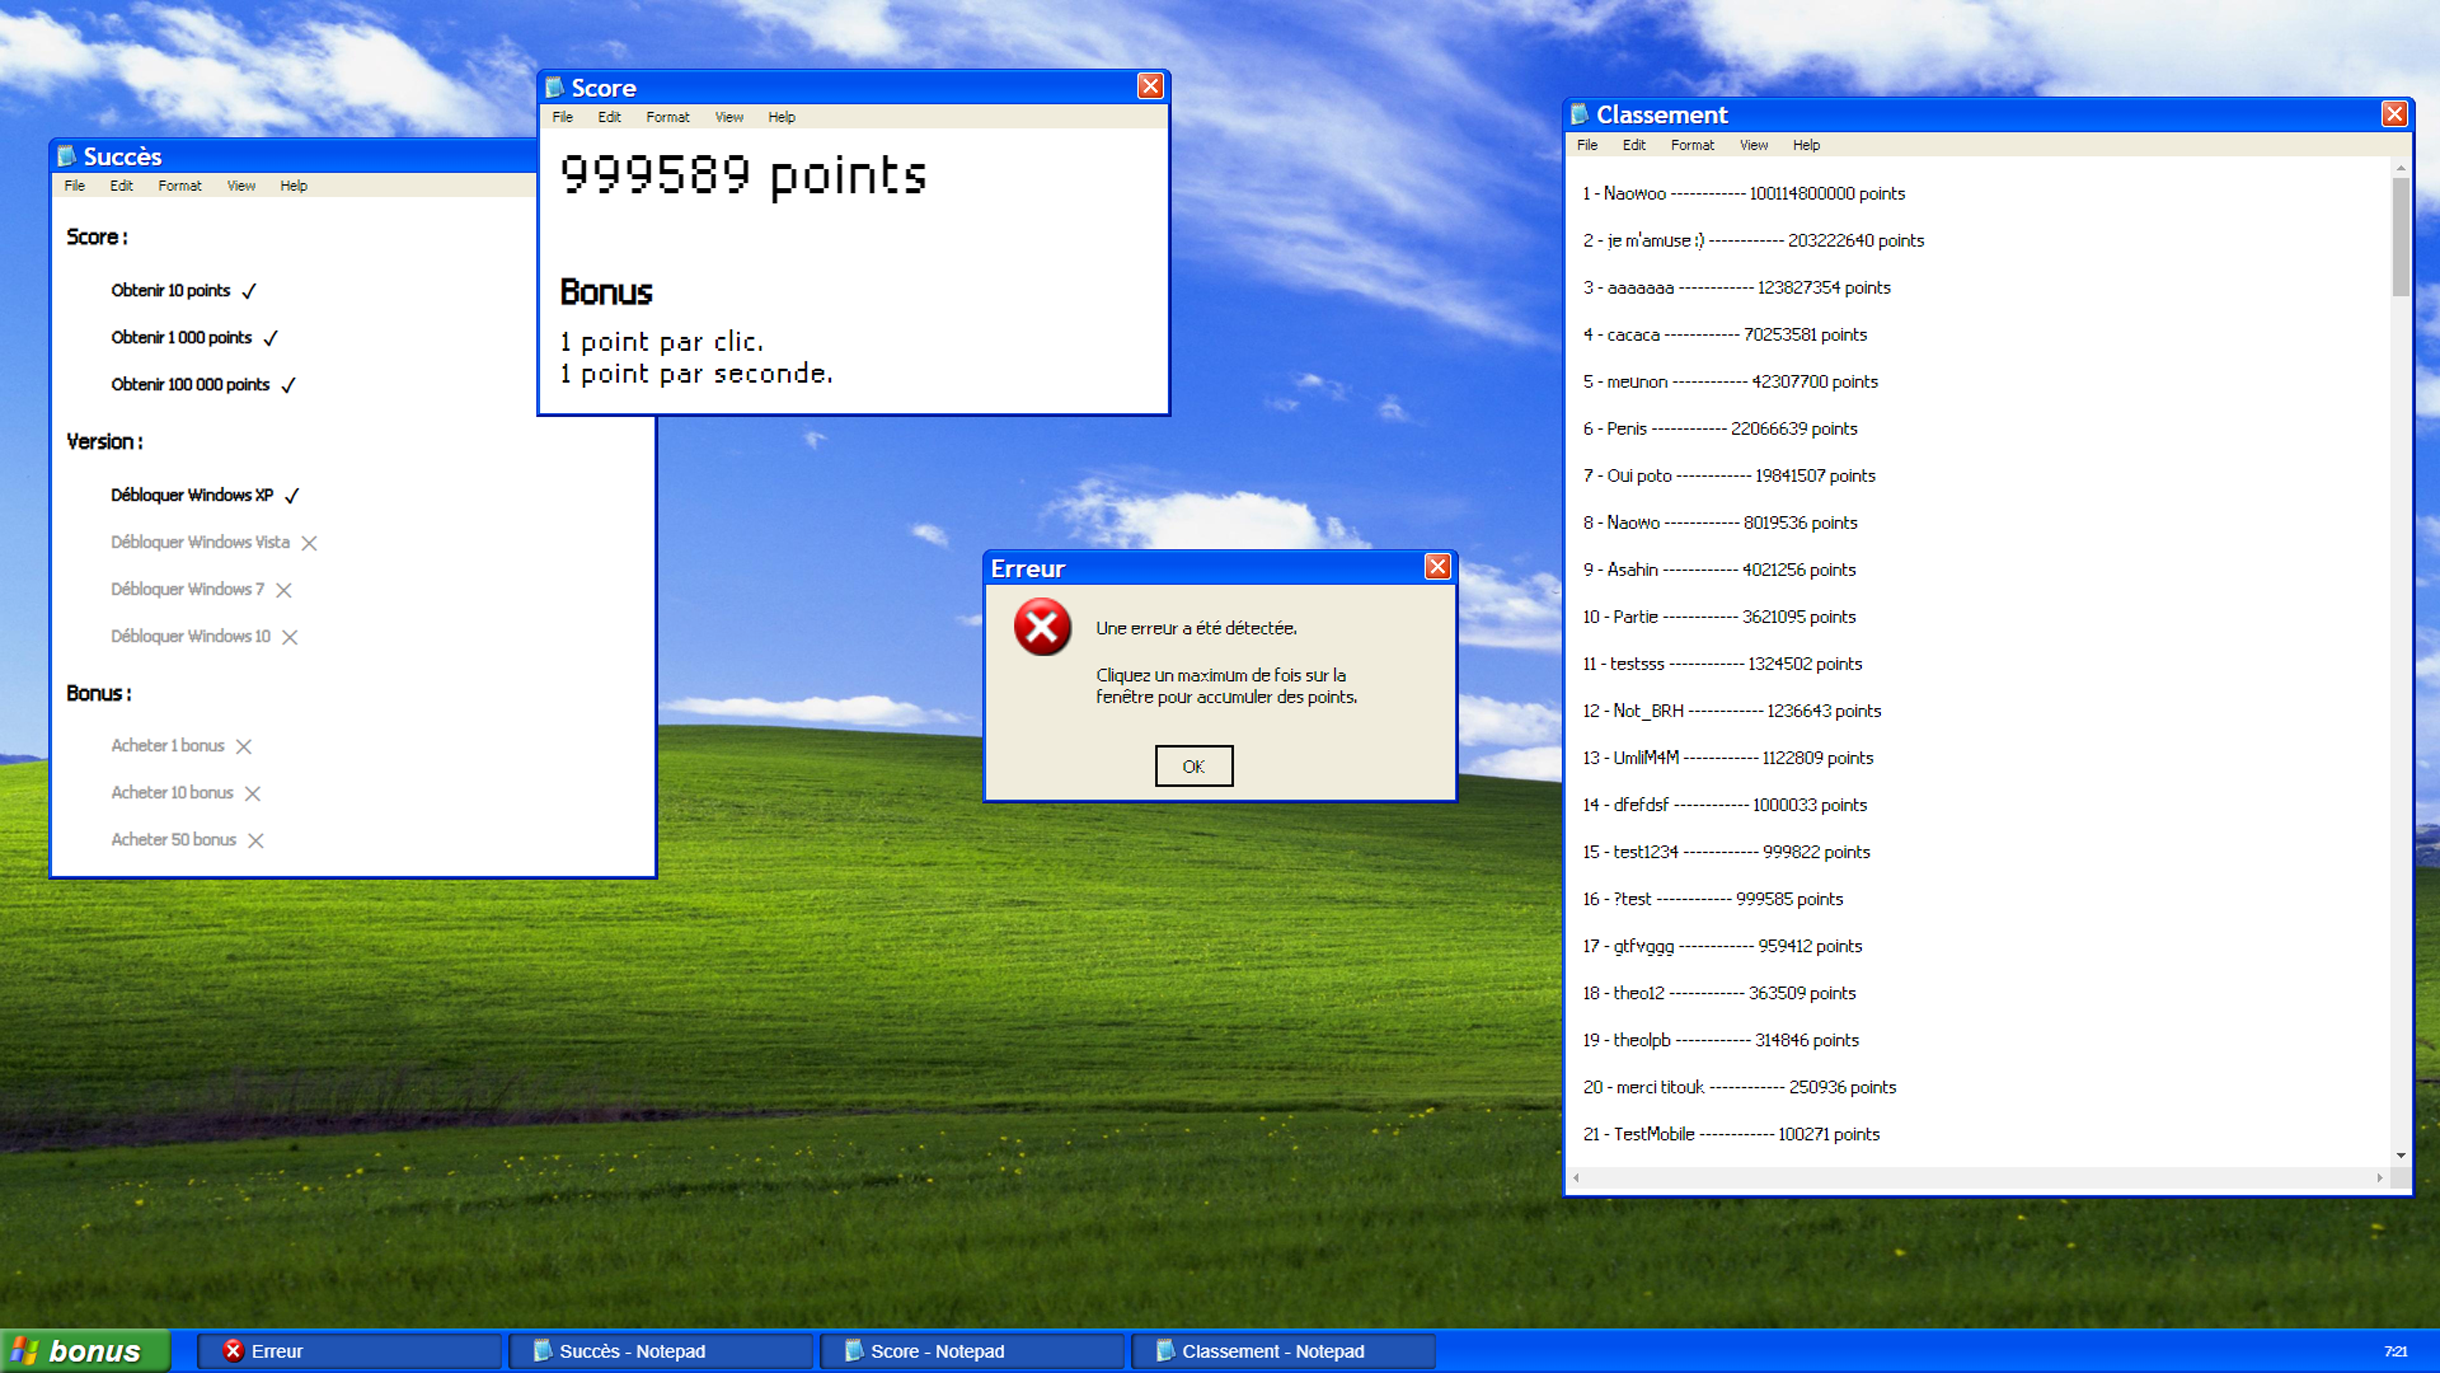 Succès
File Edit Format View Help
Score :
Obtenir 10 points ✓
Obtenir 1 000 points ✓
Obtenir 100 000 points ✓
Version :
Débloquer Windows XP ✓
Débloquer Windows Vista ✕
Débloquer Windows 7 ✕
Débloquer Windows 10 ✕
Bonus :
Acheter 1 bonus ✕
Acheter 10 bonus ✕
Acheter 50 bonus ✕
Score
File Edit Format View Help
999589 points
Bonus
1 point par clic.
1 point par seconde.
Erreur
Une erreur a été détectée.
Cliquez un maximum de fois sur la
fenêtre pour accumuler des points.
OK
Classement
File Edit Format View Help
1 - Naowoo ------------ 100114800000 points
2 - je m'amuse :) ------------ 203222640 points
3 - aaaaaaa ------------ 123827354 points
4 - cacaca ------------ 70253581 points
5 - meunon ------------ 42307700 points
6 - Penis ------------ 22066639 points
7 - Oui poto ------------ 19841507 points
8 - Naowo ------------ 8019536 points
9 - Asahin ------------ 4021256 points
10 - Partie ------------ 3621095 points
11 - testsss ------------ 1324502 points
12 - Not_BRH ------------ 1236643 points
13 - UmliM4M ------------ 1122809 points
14 - dfefdsf ------------ 1000033 points
15 - test1234 ------------ 999822 points
16 - ?test ------------ 999585 points
17 - gtfvggg ------------ 959412 points
18 - theo12 ------------ 363509 points
19 - theolpb ------------ 314846 points
20 - merci titouk ------------ 250936 points
21 - TestMobile ------------ 100271 points
bonus
Erreur
Succès - Notepad
Score - Notepad
Classement - Notepad
7:21